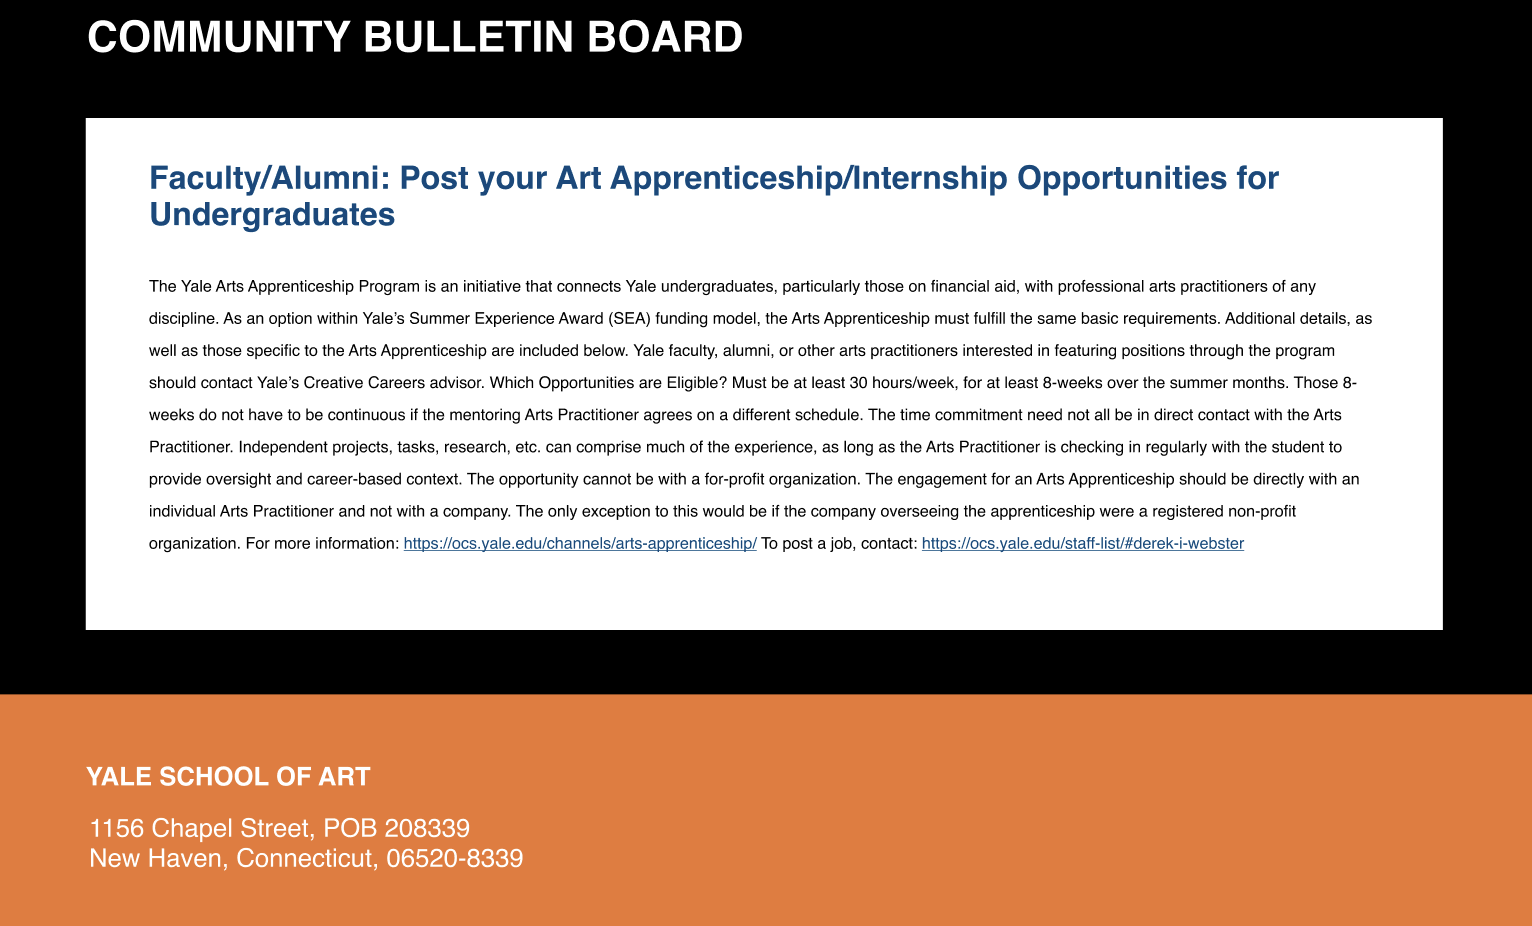 COMMUNITY BULLETIN BOARD
Faculty/Alumni: Post your Art Apprenticeship/Internship Opportunities for
Undergraduates
The Yale Arts Apprenticeship Program is an initiative that connects Yale undergraduates, particularly those on financial aid, with professional arts practitioners of any
discipline. As an option within Yale’s Summer Experience Award (SEA) funding model, the Arts Apprenticeship must fulfill the same basic requirements. Additional details, as
well as those specific to the Arts Apprenticeship are included below. Yale faculty, alumni, or other arts practitioners interested in featuring positions through the program
should contact Yale’s Creative Careers advisor. Which Opportunities are Eligible? Must be at least 30 hours/week, for at least 8-weeks over the summer months. Those 8-
weeks do not have to be continuous if the mentoring Arts Practitioner agrees on a different schedule. The time commitment need not all be in direct contact with the Arts
Practitioner. Independent projects, tasks, research, etc. can comprise much of the experience, as long as the Arts Practitioner is checking in regularly with the student to
provide oversight and career-based context. The opportunity cannot be with a for-profit organization. The engagement for an Arts Apprenticeship should be directly with an
individual Arts Practitioner and not with a company. The only exception to this would be if the company overseeing the apprenticeship were a registered non-profit
organization. For more information: https://ocs.yale.edu/channels/arts-apprenticeship/ To post a job, contact: https://ocs.yale.edu/staff-list/#derek-i-webster
YALE SCHOOL OF ART
1156 Chapel Street, POB 208339
New Haven, Connecticut, 06520-8339